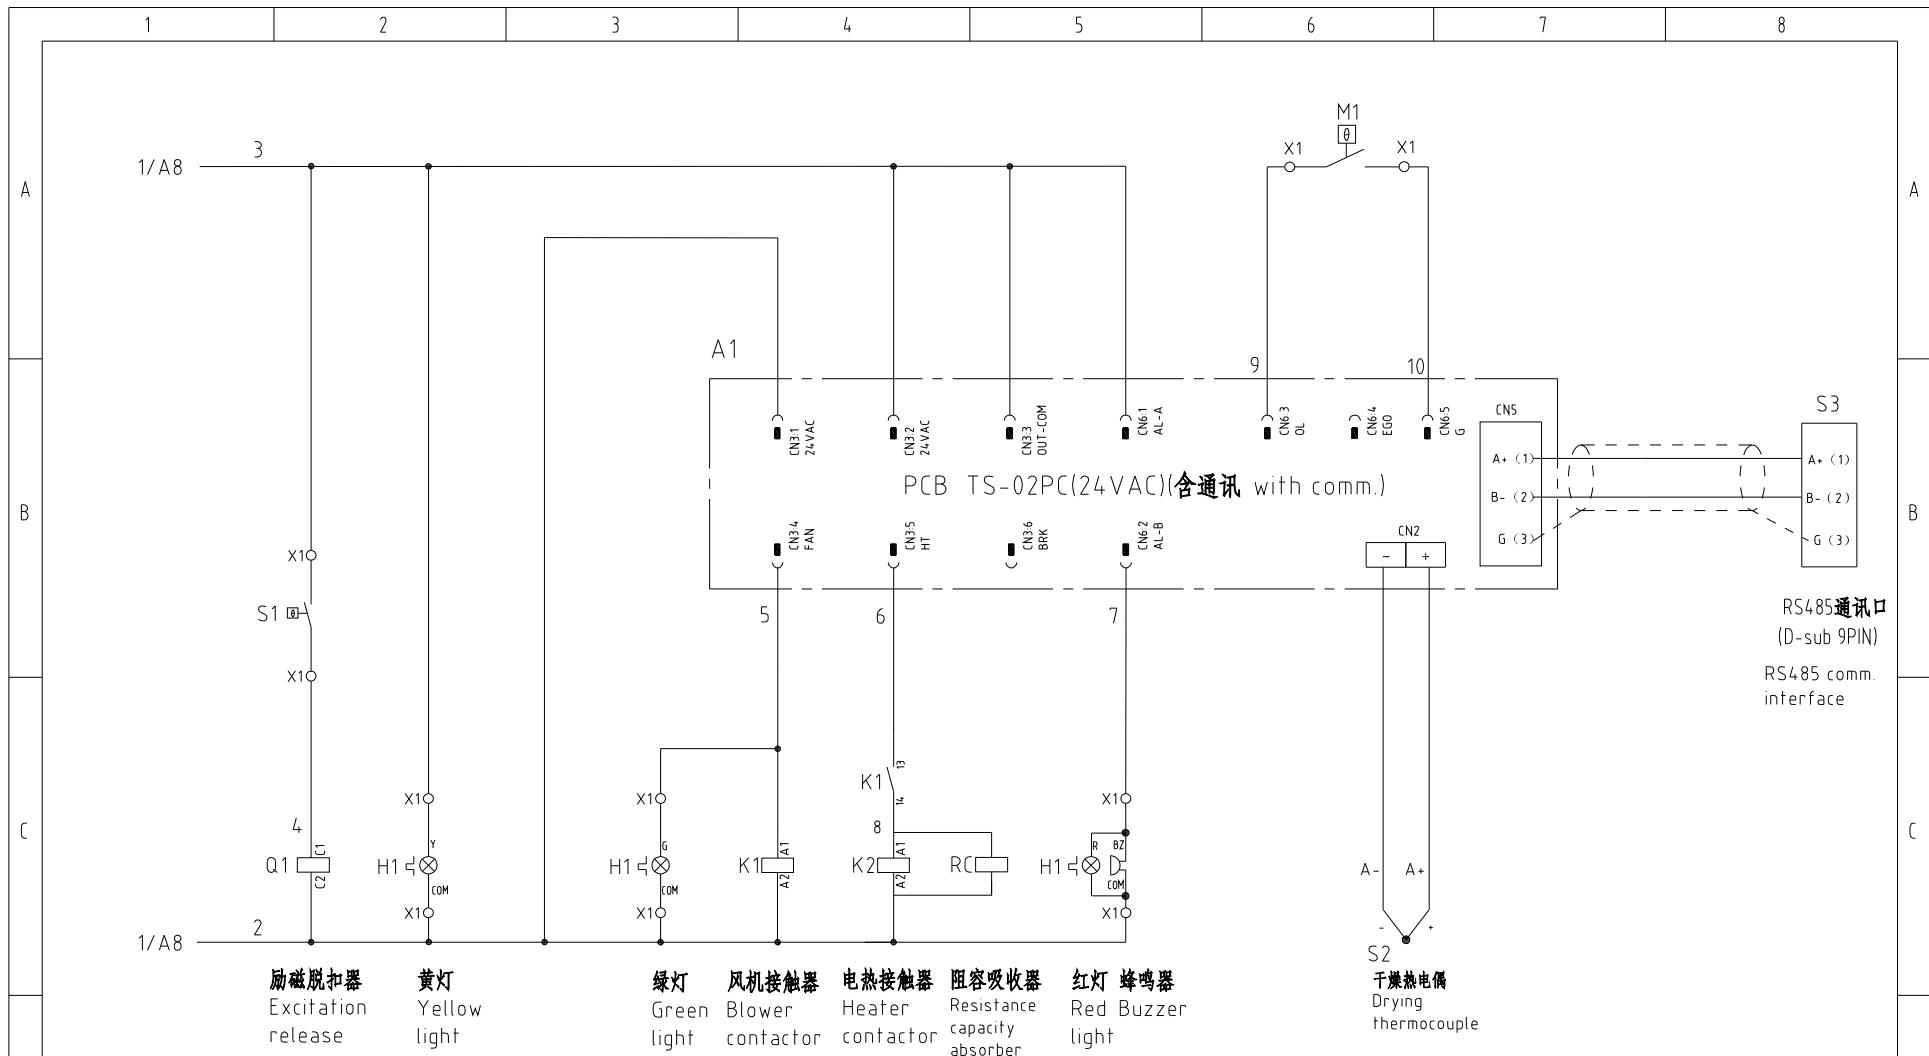 1 2 3 4 5 6 7 8
M1
θ
X1 X1
1/A8 3
A A
A1 9 10
CN3:1 24VAC
CN3:2 24VAC
CN3:3 OUT-COM
CN6:1 AL-A
CN6:3 OL
CN6:4 EGO
CN6:5 G
CN5 S3
A+ (1) A+ (1)
PCB TS-02PC(24VAC)(含通讯 with comm.)
B- (2) B- (2)
B B
CN3:4 FAN
CN3:5 HT
CN3:6 BRK
CN6:2 AL-B
CN2
- +
G (3) G (3)
X1
S1 θ
5 6 7
RS485通讯口
(D-sub 9PIN)
X1
RS485 comm.
interface
K1 13
14
X1 X1 X1
4 8
C C
Q1 C1 C2
H1 Y COM
H1 G COM
K1 A1 A2
K2 A1 A2
RC
H1 R BZ COM
A- A+
X1 X1 X1
1/A8 2
- +
S2
励磁脱扣器 黄灯 绿灯 风机接触器 电热接触器 阻容吸收器 红灯 蜂鸣器 干燥热电偶
Excitation Yellow Green Blower Heater Resistance Red Buzzer Drying
release light light contactor contactor capacity light thermocouple
absorber